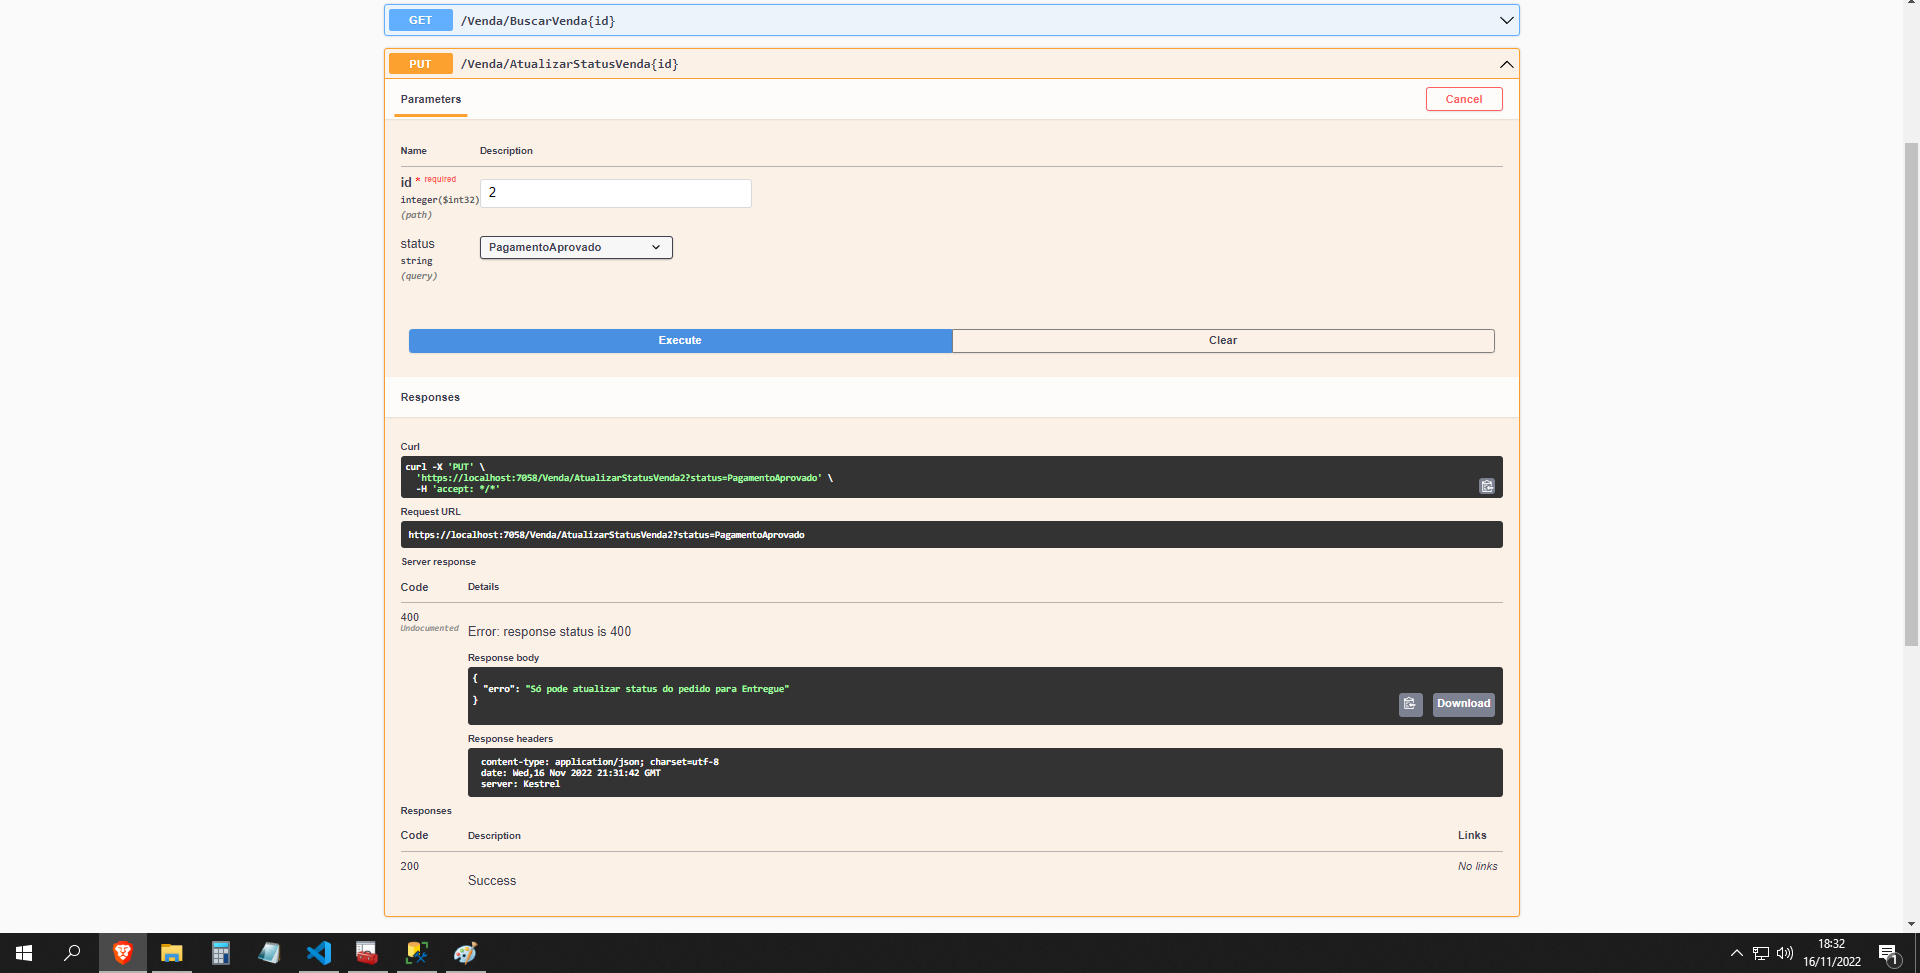 GET /Venda/BuscarVenda{id}
PUT /Venda/AtualizarStatusVenda{id}
Parameters Cancel
Name Description
id * required
integer($int32)
(path)
2
status
string
(query)
PagamentoAprovado
Execute Clear
Responses
Curl
curl -X 'PUT' \
'https://localhost:7058/Venda/AtualizarStatusVenda2?status=PagamentoAprovado' \
-H 'accept: */*'
Request URL
https://localhost:7058/Venda/AtualizarStatusVenda2?status=PagamentoAprovado
Server response
Code Details
400
Undocumented
Error: response status is 400
Response body
{
"erro": "Só pode atualizar status do pedido para Entregue"
}
Download
Response headers
content-type: application/json; charset=utf-8
date: Wed,16 Nov 2022 21:31:42 GMT
server: Kestrel
Responses
Code Description Links
200 No links
Success
18:32
16/11/2022
1